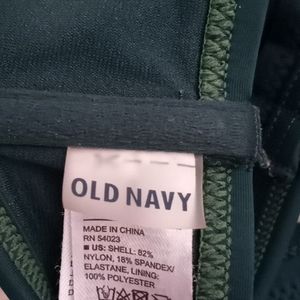 OLD NAVY
MADE IN CHINA
RN 54023
■ US: SHELL: 82%
NYLON, 18% SPANDEX/
ELASTANE, LINING:
100% POLYESTER